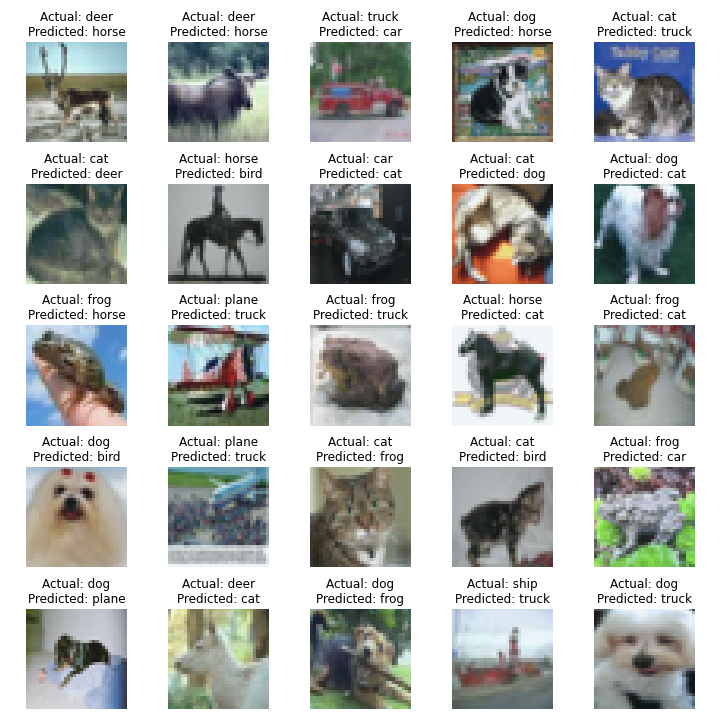 Actual: deer
Predicted: horse
Actual: deer
Predicted: horse
Actual: truck
Predicted: car
Actual: dog
Predicted: horse
Actual: cat
Predicted: truck
Actual: cat
Predicted: deer
Actual: horse
Predicted: bird
Actual: car
Predicted: cat
Actual: cat
Predicted: dog
Actual: dog
Predicted: cat
Actual: frog
Predicted: horse
Actual: plane
Predicted: truck
Actual: frog
Predicted: truck
Actual: horse
Predicted: cat
Actual: frog
Predicted: cat
Actual: dog
Predicted: bird
Actual: plane
Predicted: truck
Actual: cat
Predicted: frog
Actual: cat
Predicted: bird
Actual: frog
Predicted: car
Actual: dog
Predicted: plane
Actual: deer
Predicted: cat
Actual: dog
Predicted: frog
Actual: ship
Predicted: truck
Actual: dog
Predicted: truck